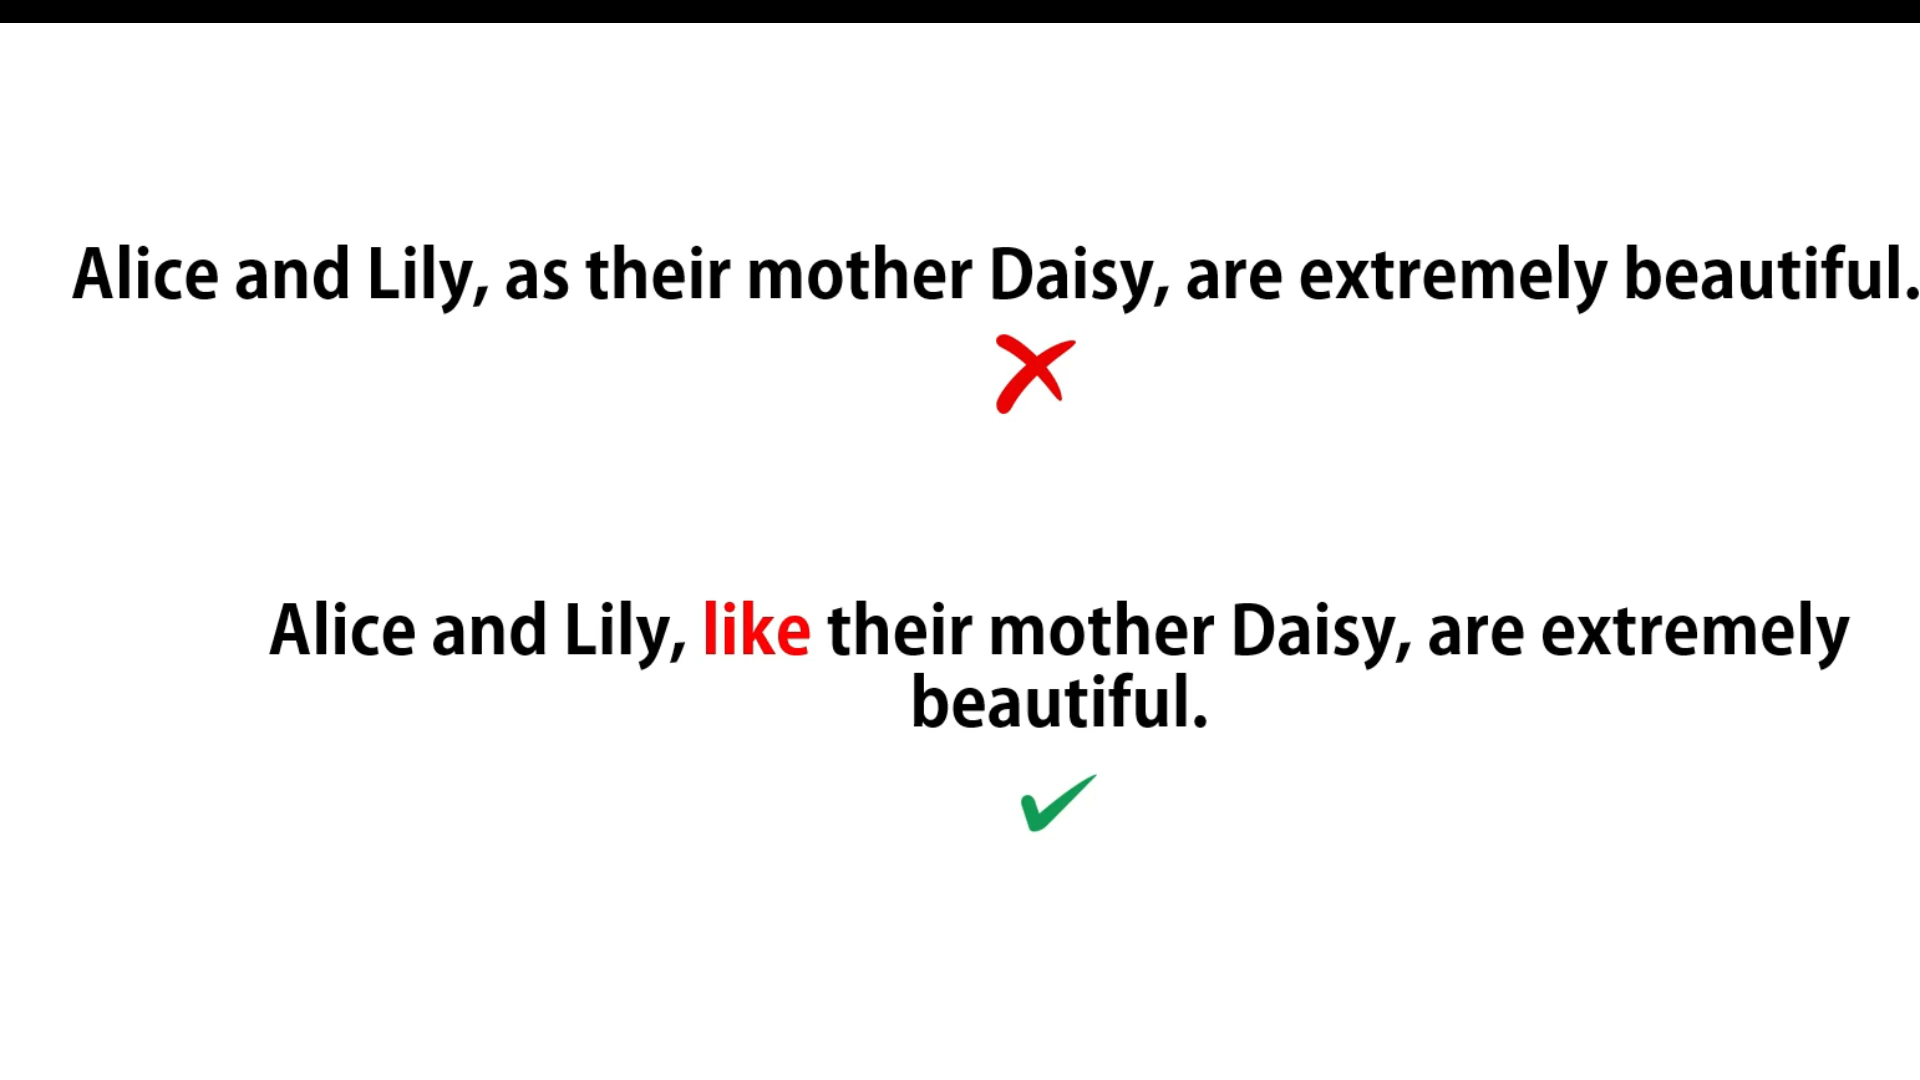 Alice and Lily, as their mother Daisy, are extremely beautiful.
Alice and Lily, like their mother Daisy, are extremely
beautiful.